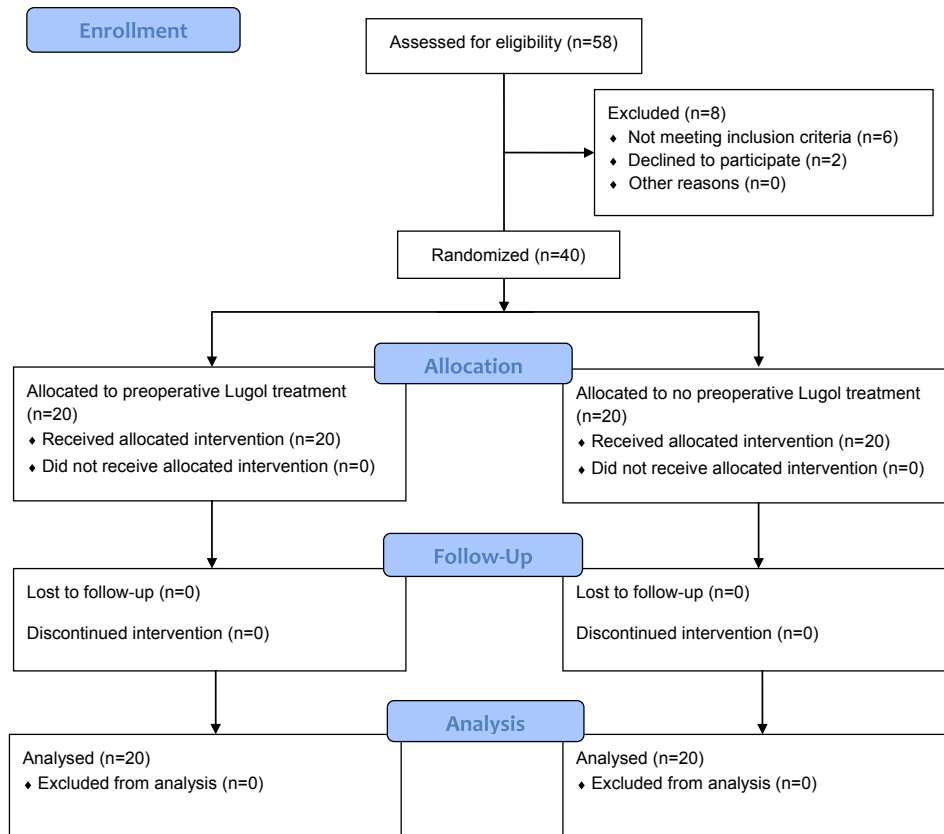 Enrollment
Assessed for eligibility (n=58)
Excluded (n=8)
♦ Not meeting inclusion criteria (n=6)
♦ Declined to participate (n=2)
♦ Other reasons (n=0)
Randomized (n=40)
Allocation
Allocated to preoperative Lugol treatment
(n=20)
♦ Received allocated intervention (n=20)
♦ Did not receive allocated intervention (n=0)
Allocated to no preoperative Lugol treatment
(n=20)
♦ Received allocated intervention (n=20)
♦ Did not receive allocated intervention (n=0)
Follow-Up
Lost to follow-up (n=0)
Discontinued intervention (n=0)
Lost to follow-up (n=0)
Discontinued intervention (n=0)
Analysis
Analysed (n=20)
♦ Excluded from analysis (n=0)
Analysed (n=20)
♦ Excluded from analysis (n=0)